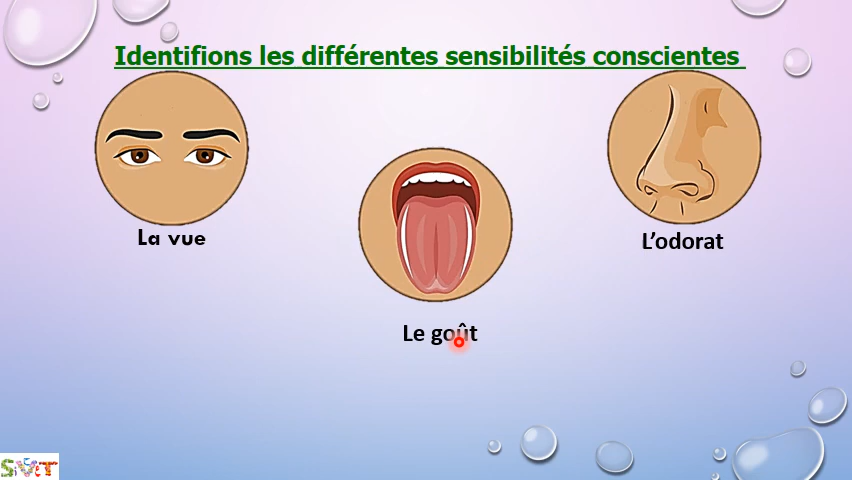 Identifions les différentes sensibilités conscientes
La vue
L'odorat
Le goût
SVT